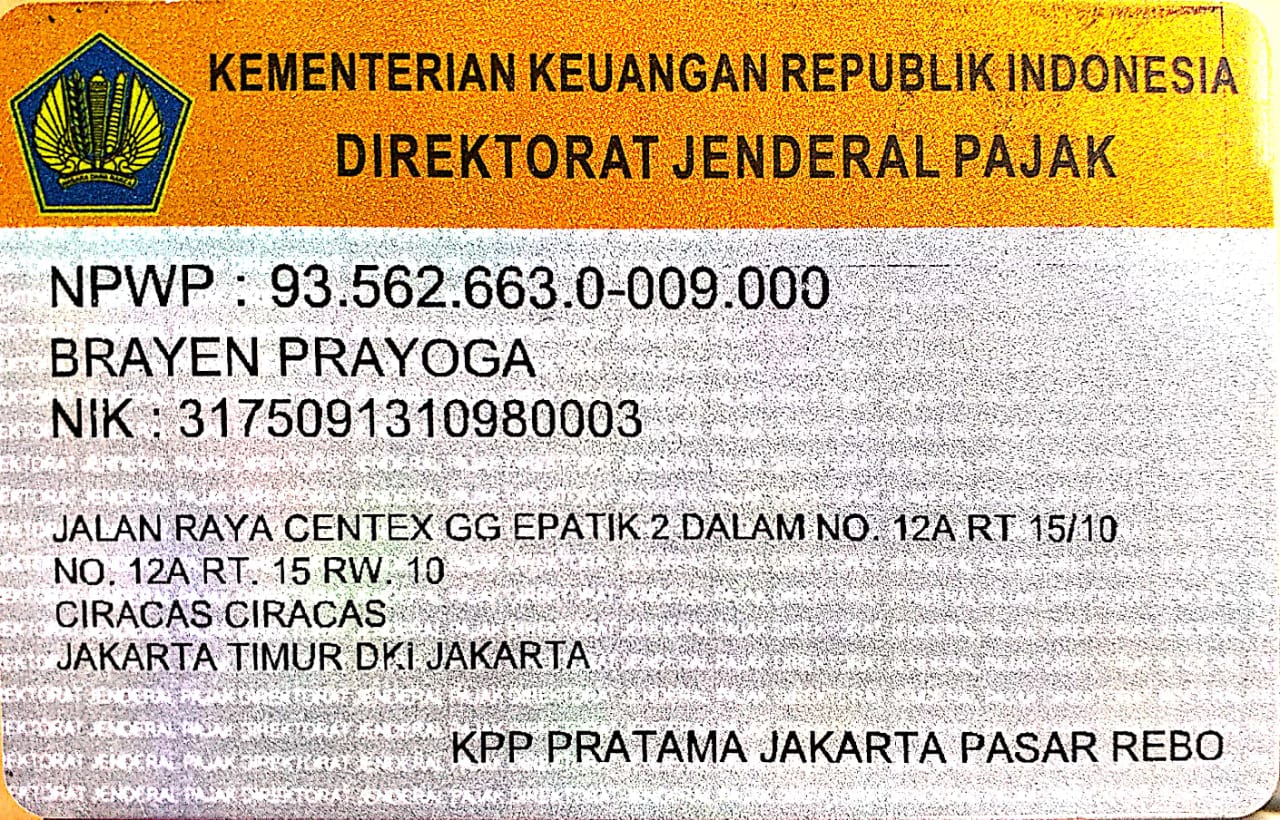 KEMENTERIAN KEUANGAN REPUBLIK INDONESIA
DIREKTORAT JENDERAL PAJAK
NPWP : 93.562.663.0-009.000
BRAYEN PRAYOGA
NIK : 3175091310980003
JALAN RAYA CENTEX GG EPATIK 2 DALAM NO. 12A RT 15/10
NO. 12A RT. 15 RW. 10
CIRACAS CIRACAS
JAKARTA TIMUR DKI JAKARTA
KPP PRATAMA JAKARTA PASAR REBO